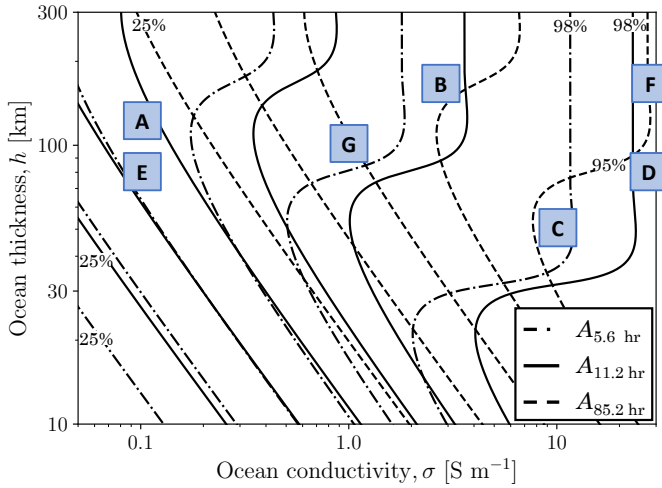 300
100
30
10
Ocean thickness, h [km]
25%
98%
98%
A
B
F
G
E
95%
D
C
25%
25%
A5.6 hr
A11.2 hr
A85.2 hr
0.1
1.0
10
Ocean conductivity, σ [S m⁻¹]